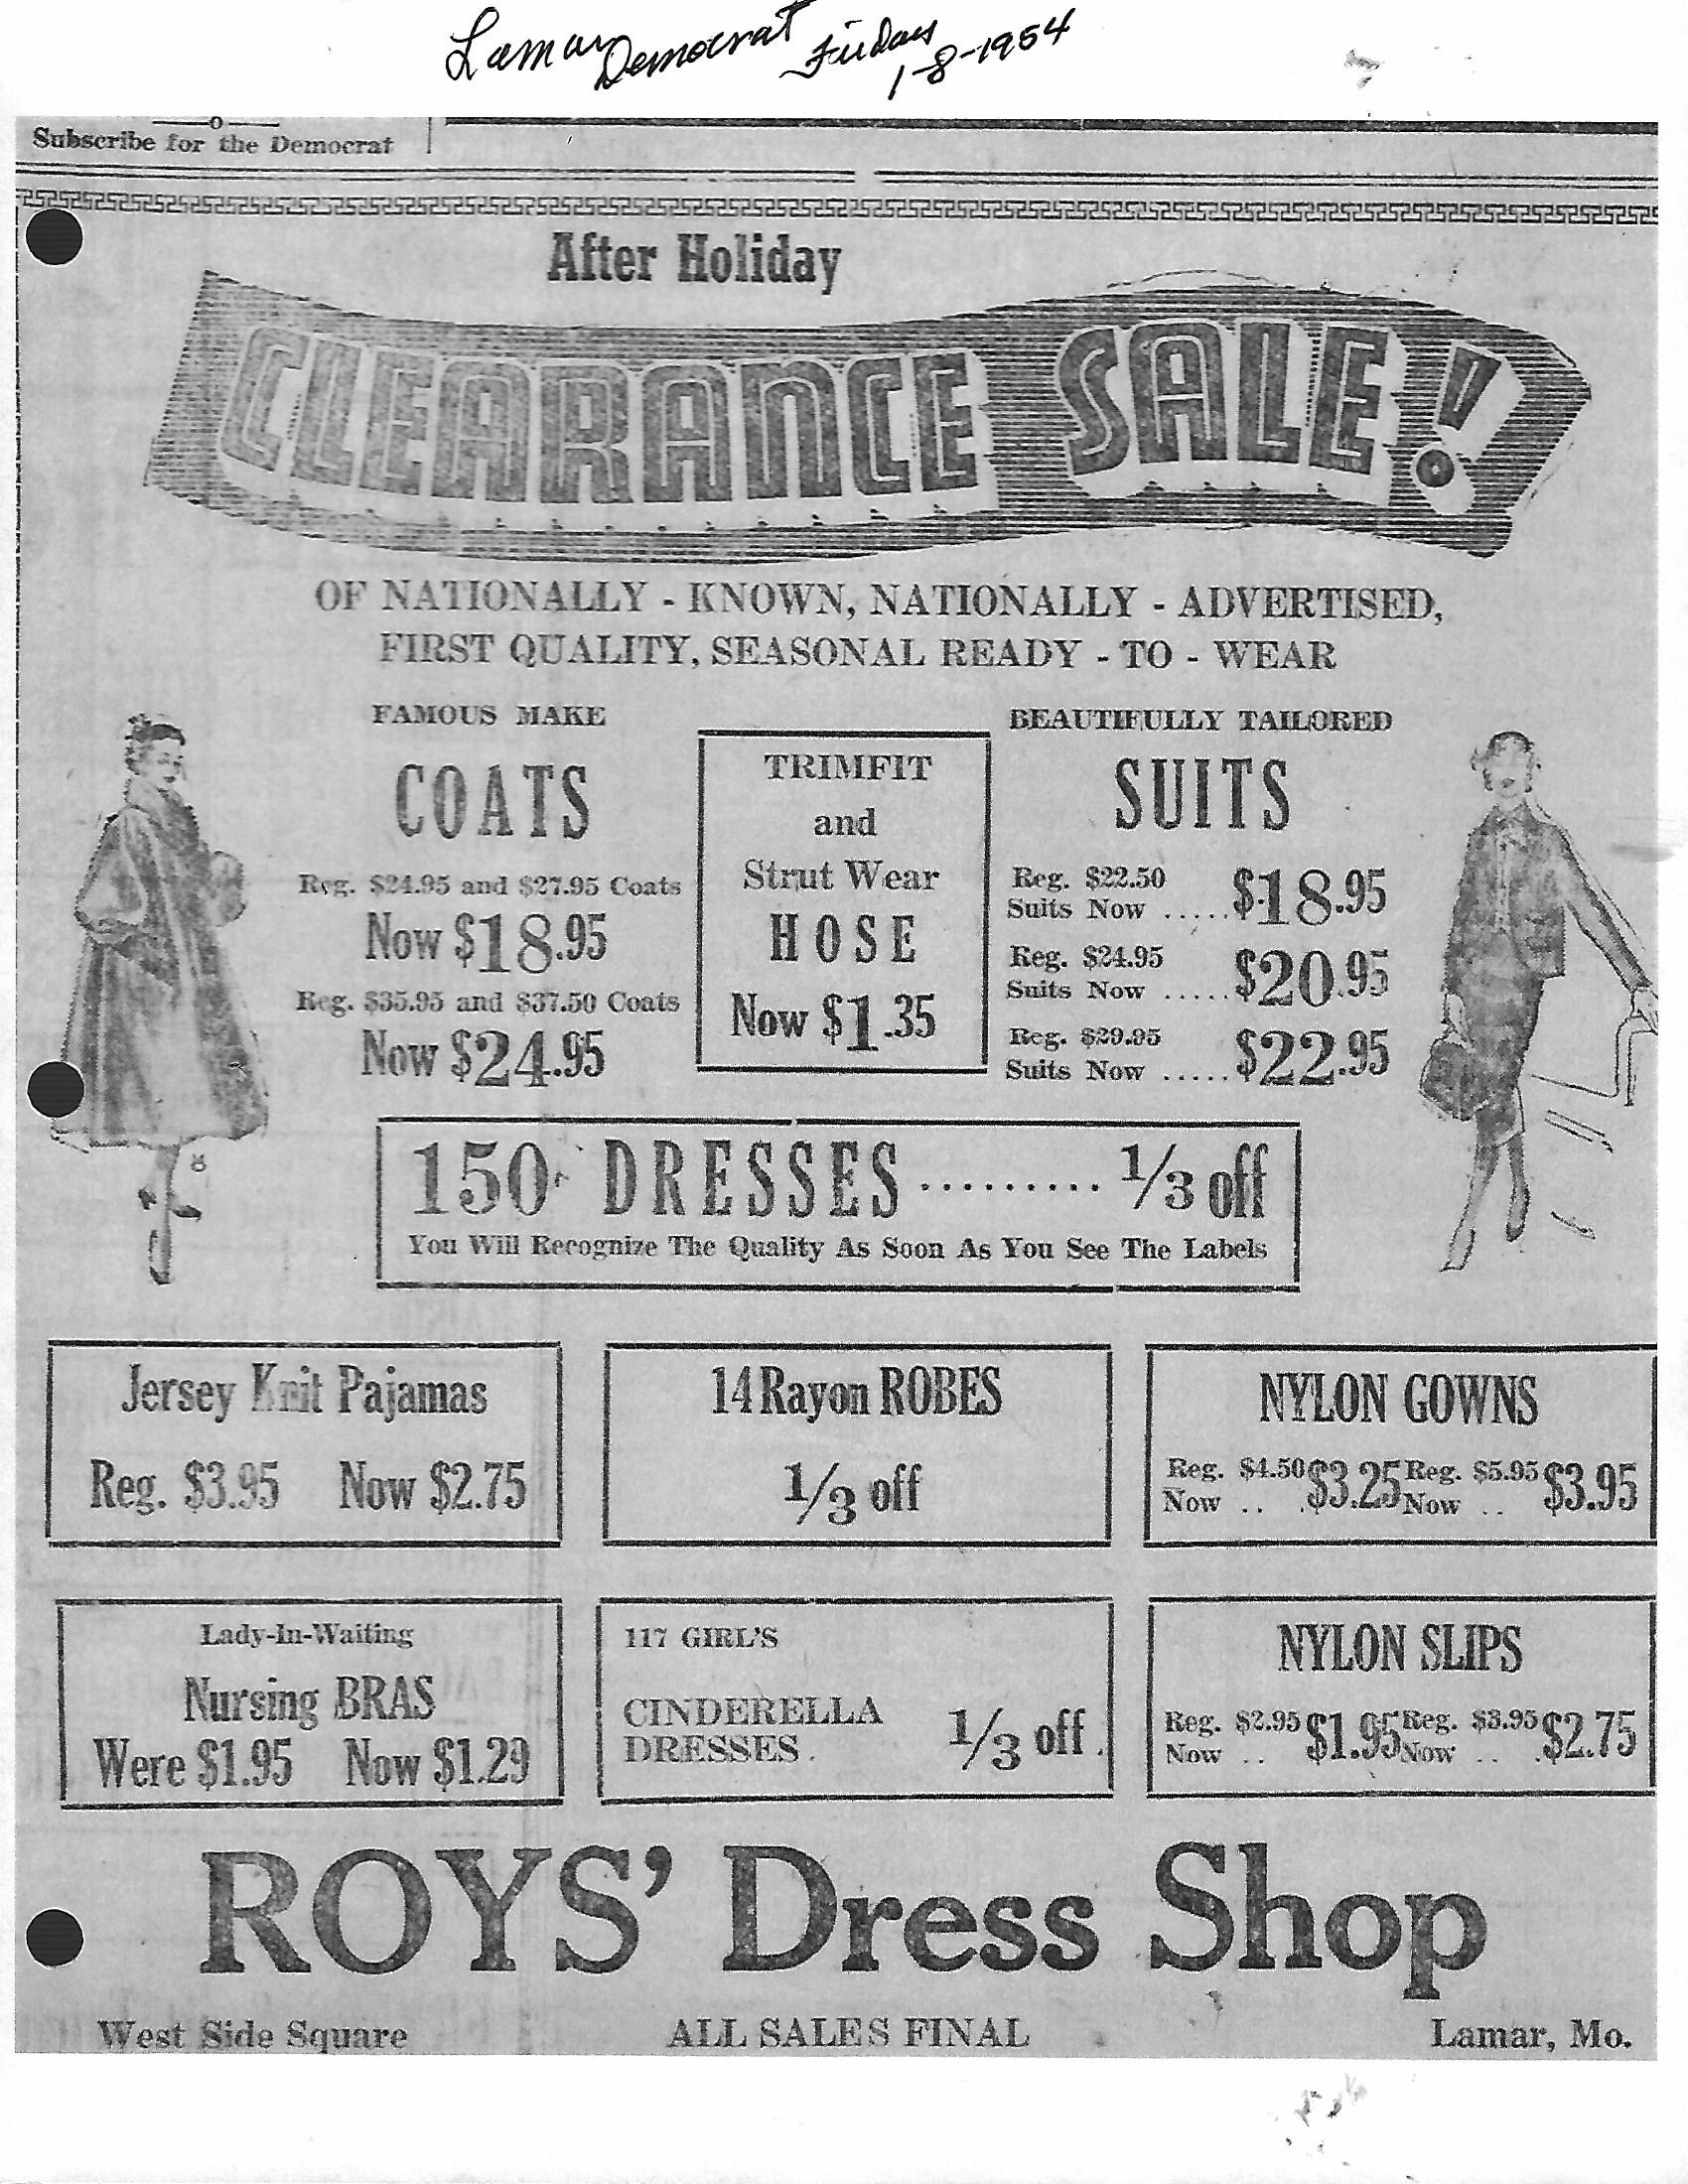 Lamar Democrat Friday 1-8-1954
Subscribe for the Democrat
After Holiday
CLEARANCE SALE!
OF NATIONALLY - KNOWN, NATIONALLY - ADVERTISED,
FIRST QUALITY, SEASONAL READY - TO - WEAR
FAMOUS MAKE
COATS
Reg. $24.95 and $27.95 Coats
Now $18.95
Reg. $35.95 and $37.50 Coats
Now $24.95
TRIMFIT
and
Strut Wear
HOSE
Now $1.35
BEAUTIFULLY TAILORED
SUITS
Reg. $22.50
Suits Now ..... $18.95
Reg. $24.95
Suits Now ..... $20.95
Reg. $29.95
Suits Now ..... $22.95
150 DRESSES ......... 1/3 off
You Will Recognize The Quality As Soon As You See The Labels
Jersey Knit Pajamas
Reg. $3.95 Now $2.75
14 Rayon ROBES
1/3 off
NYLON GOWNS
Reg. $4.50 Now .. . $3.25 Reg. $5.95 Now .. $3.95
Lady-In-Waiting
Nursing BRAS
Were $1.95 Now $1.29
117 GIRL'S
CINDERELLA
DRESSES . 1/3 off .
NYLON SLIPS
Reg. $2.95 Now .. $1.95 Reg. $3.95 Now .. . $2.75
ROYS' Dress Shop
West Side Square ALL SALES FINAL Lamar, Mo.